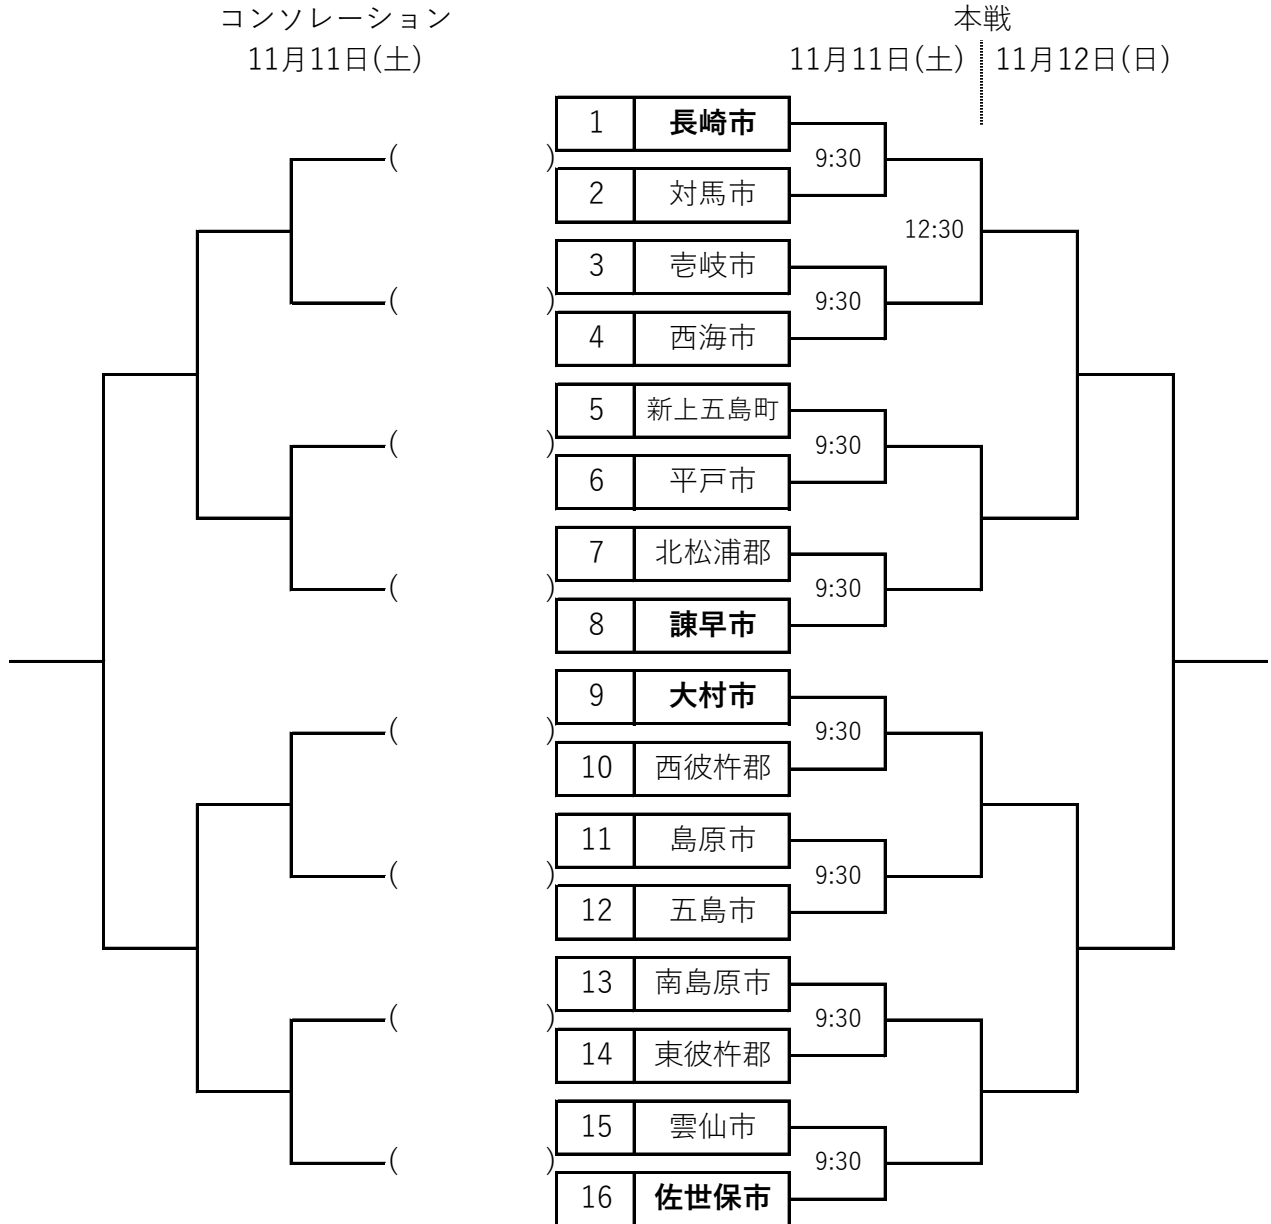 コンソレーション
本戦
11月11日(土)
11月11日(土)
11月12日(日)
1 長崎市
( ) 9:30
2 対馬市
12:30
3 壱岐市
( ) 9:30
4 西海市
5 新上五島町
( ) 9:30
6 平戸市
7 北松浦郡
( ) 9:30
8 諫早市
9 大村市
( ) 9:30
10 西彼杵郡
11 島原市
( ) 9:30
12 五島市
13 南島原市
( ) 9:30
14 東彼杵郡
15 雲仙市
( ) 9:30
16 佐世保市